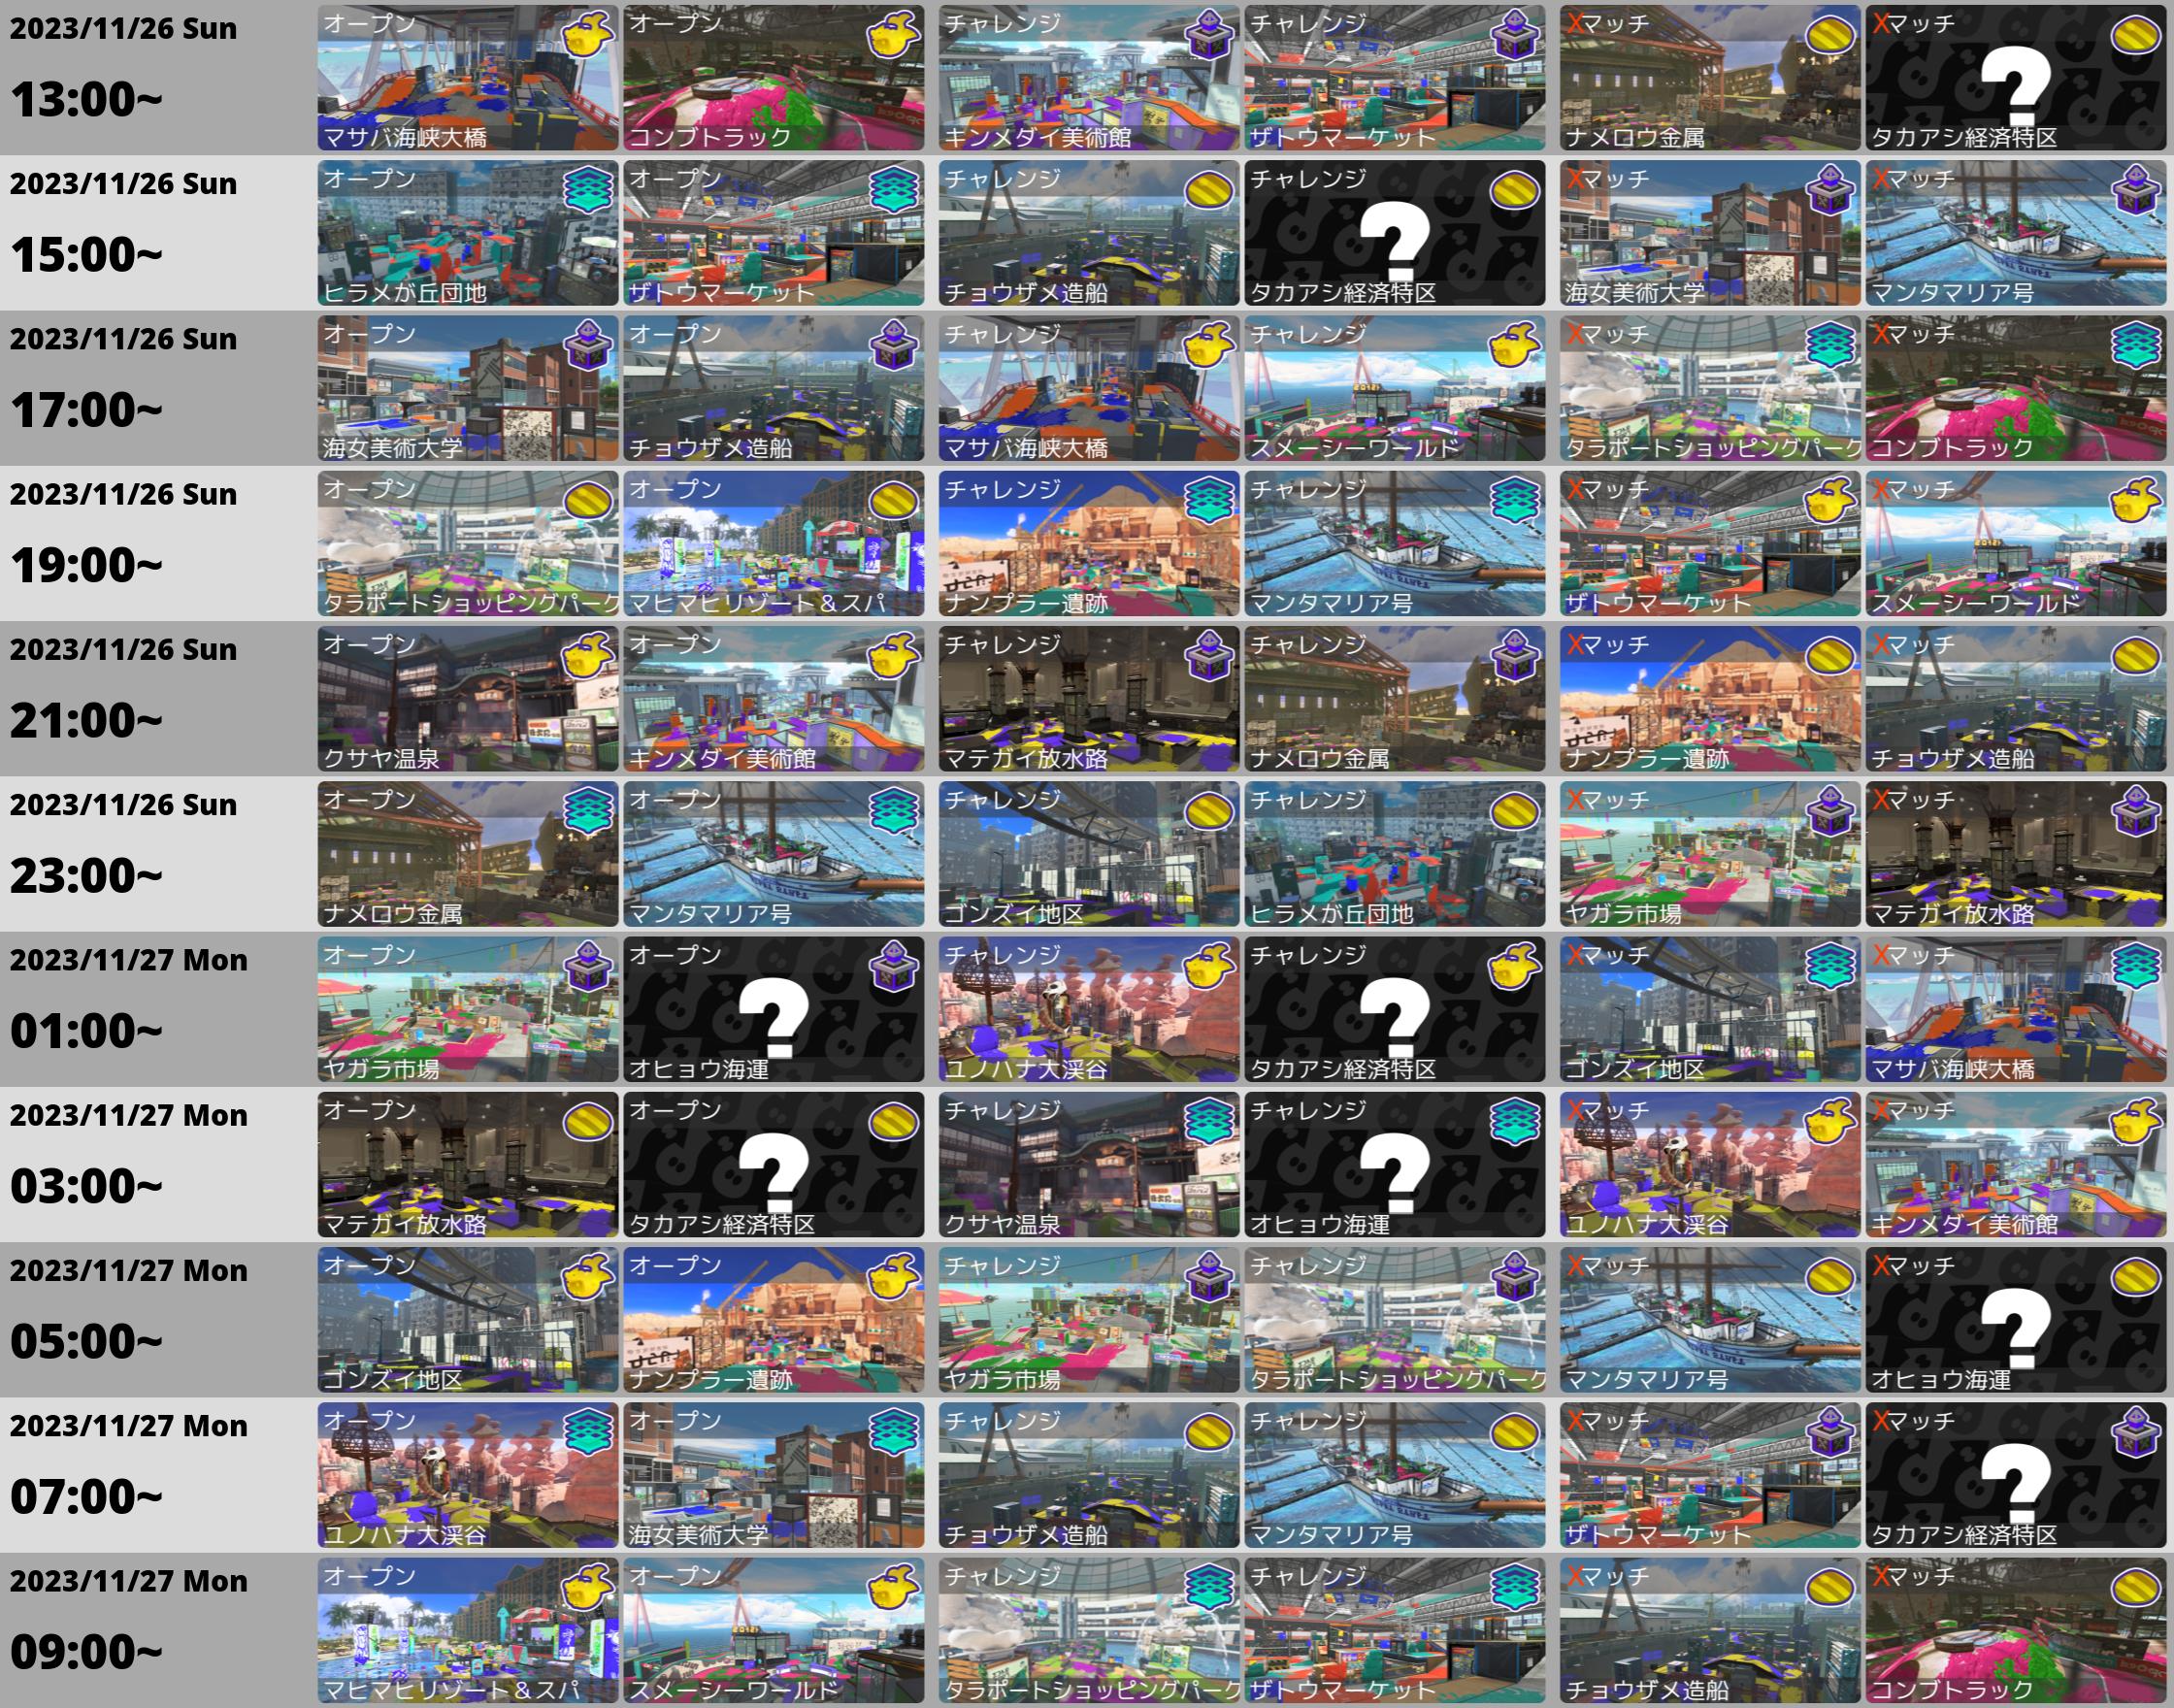 2023/11/26 Sun
13:00~
オープン
マサバ海峡大橋
オープン
コンブトラック
チャレンジ
キンメダイ美術館
チャレンジ
ザトウマーケット
Xマッチ
ナメロウ金属
Xマッチ
タカアシ経済特区
2023/11/26 Sun
15:00~
オープン
ヒラメが丘団地
オープン
ザトウマーケット
チャレンジ
チョウザメ造船
チャレンジ
タカアシ経済特区
Xマッチ
海女美術大学
Xマッチ
マンタマリア号
2023/11/26 Sun
17:00~
オープン
海女美術大学
オープン
チョウザメ造船
チャレンジ
マサバ海峡大橋
チャレンジ
スメーシーワールド
Xマッチ
タラポートショッピングパーク
Xマッチ
コンブトラック
2023/11/26 Sun
19:00~
オープン
タラポートショッピングパーク
オープン
マヒマヒリゾート&スパ
チャレンジ
ナンプラー遺跡
チャレンジ
マンタマリア号
Xマッチ
ザトウマーケット
Xマッチ
スメーシーワールド
2023/11/26 Sun
21:00~
オープン
クサヤ温泉
オープン
キンメダイ美術館
チャレンジ
マテガイ放水路
チャレンジ
ナメロウ金属
Xマッチ
ナンプラー遺跡
Xマッチ
チョウザメ造船
2023/11/26 Sun
23:00~
オープン
ナメロウ金属
オープン
マンタマリア号
チャレンジ
ゴンズイ地区
チャレンジ
ヒラメが丘団地
Xマッチ
ヤガラ市場
Xマッチ
マテガイ放水路
2023/11/27 Mon
01:00~
オープン
ヤガラ市場
オープン
オヒョウ海運
チャレンジ
ユノハナ大渓谷
チャレンジ
タカアシ経済特区
Xマッチ
ゴンズイ地区
Xマッチ
マサバ海峡大橋
2023/11/27 Mon
03:00~
オープン
マテガイ放水路
オープン
タカアシ経済特区
チャレンジ
クサヤ温泉
チャレンジ
オヒョウ海運
Xマッチ
ユノハナ大渓谷
Xマッチ
キンメダイ美術館
2023/11/27 Mon
05:00~
オープン
ゴンズイ地区
オープン
ナンプラー遺跡
チャレンジ
ヤガラ市場
チャレンジ
タラポートショッピングパーク
Xマッチ
マンタマリア号
Xマッチ
オヒョウ海運
2023/11/27 Mon
07:00~
オープン
ユノハナ大渓谷
オープン
海女美術大学
チャレンジ
チョウザメ造船
チャレンジ
マンタマリア号
Xマッチ
ザトウマーケット
Xマッチ
タカアシ経済特区
2023/11/27 Mon
09:00~
オープン
マヒマヒリゾート&スパ
オープン
スメーシーワールド
チャレンジ
タラポートショッピングパーク
チャレンジ
ザトウマーケット
Xマッチ
チョウザメ造船
Xマッチ
コンブトラック